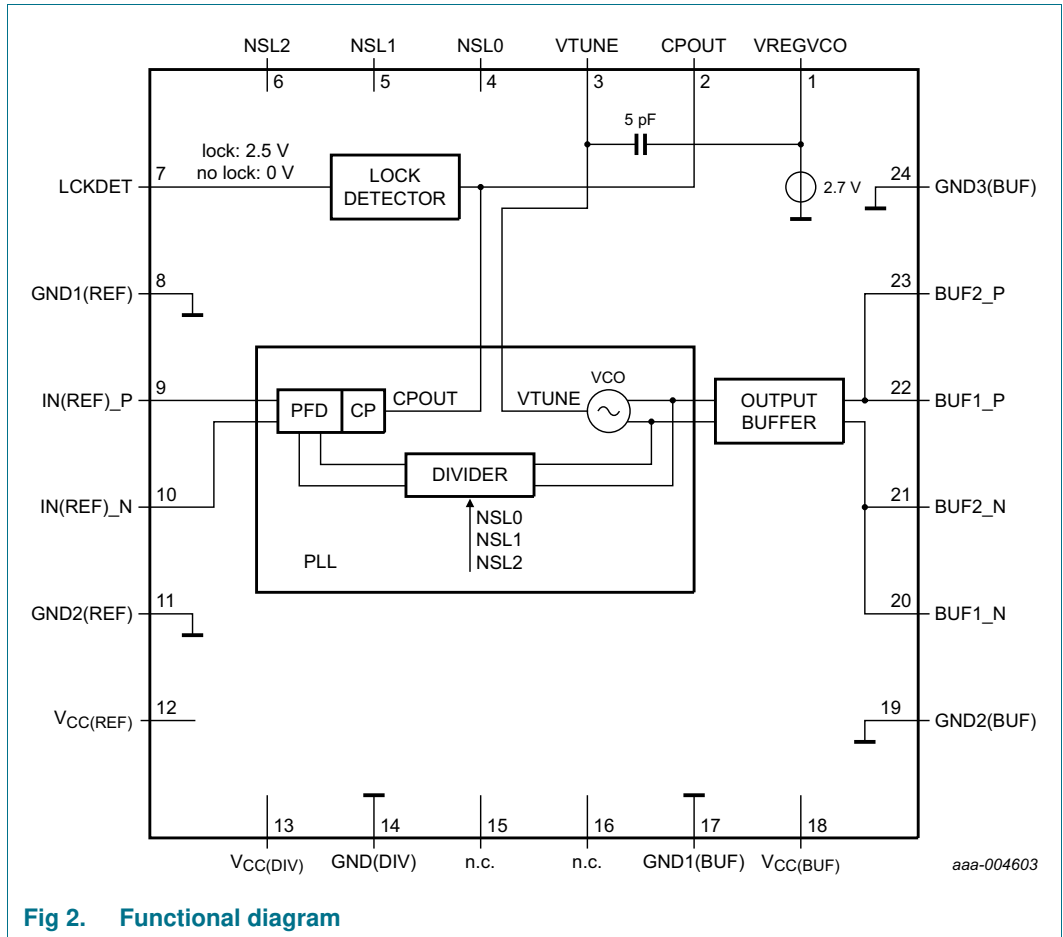 NSL2 NSL1 NSL0 VTUNE CPOUT VREGVCO
6 5 4 3 2 1
5 pF
lock: 2.5 V
no lock: 0 V
7
LCKDET
LOCK
DETECTOR
2.7 V
24
GND3(BUF)
8
GND1(REF)
23
BUF2_P
9
IN(REF)_P
PFD CP CPOUT
VTUNE
VCO
OUTPUT
BUFFER
22
BUF1_P
DIVIDER
10
IN(REF)_N
NSL0
NSL1
NSL2
PLL
21
BUF2_N
11
GND2(REF)
20
BUF1_N
12
VCC(REF)
19
GND2(BUF)
13 14 15 16 17 18
VCC(DIV) GND(DIV) n.c. n.c. GND1(BUF) VCC(BUF)
aaa-004603
Fig 2. Functional diagram